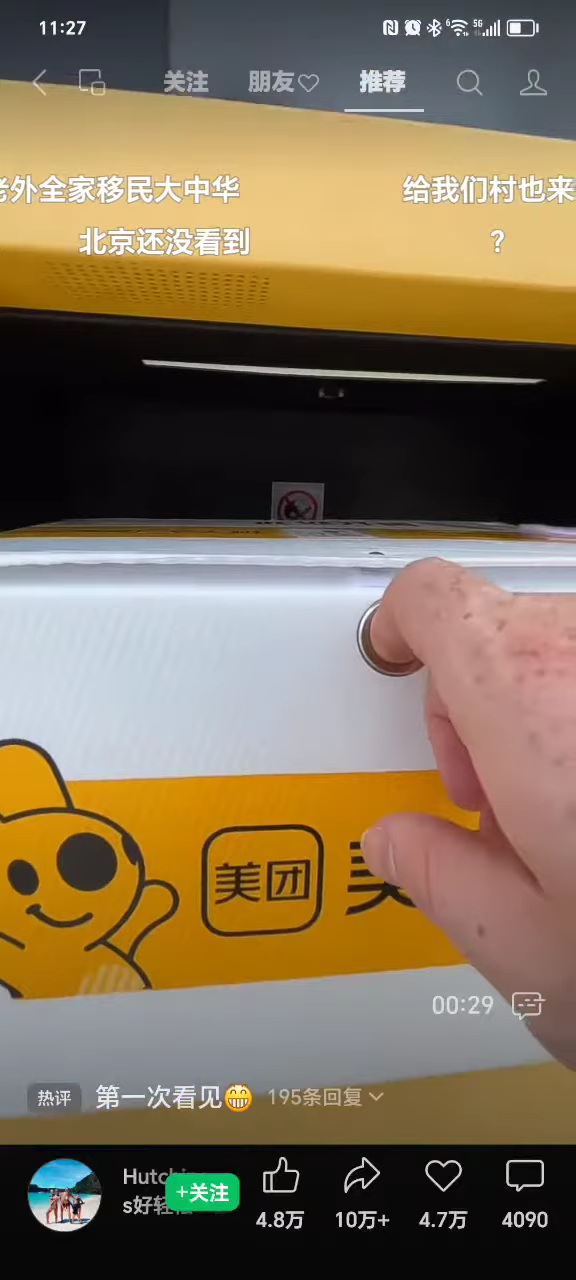 11:27
5G
关注
朋友
推荐
老外全家移民大中华
给我们村也来
北京还没看到
?
美团
00:29
热评
第一次看见😁
195条回复
+关注
4.8万
10万+
4.7万
4090